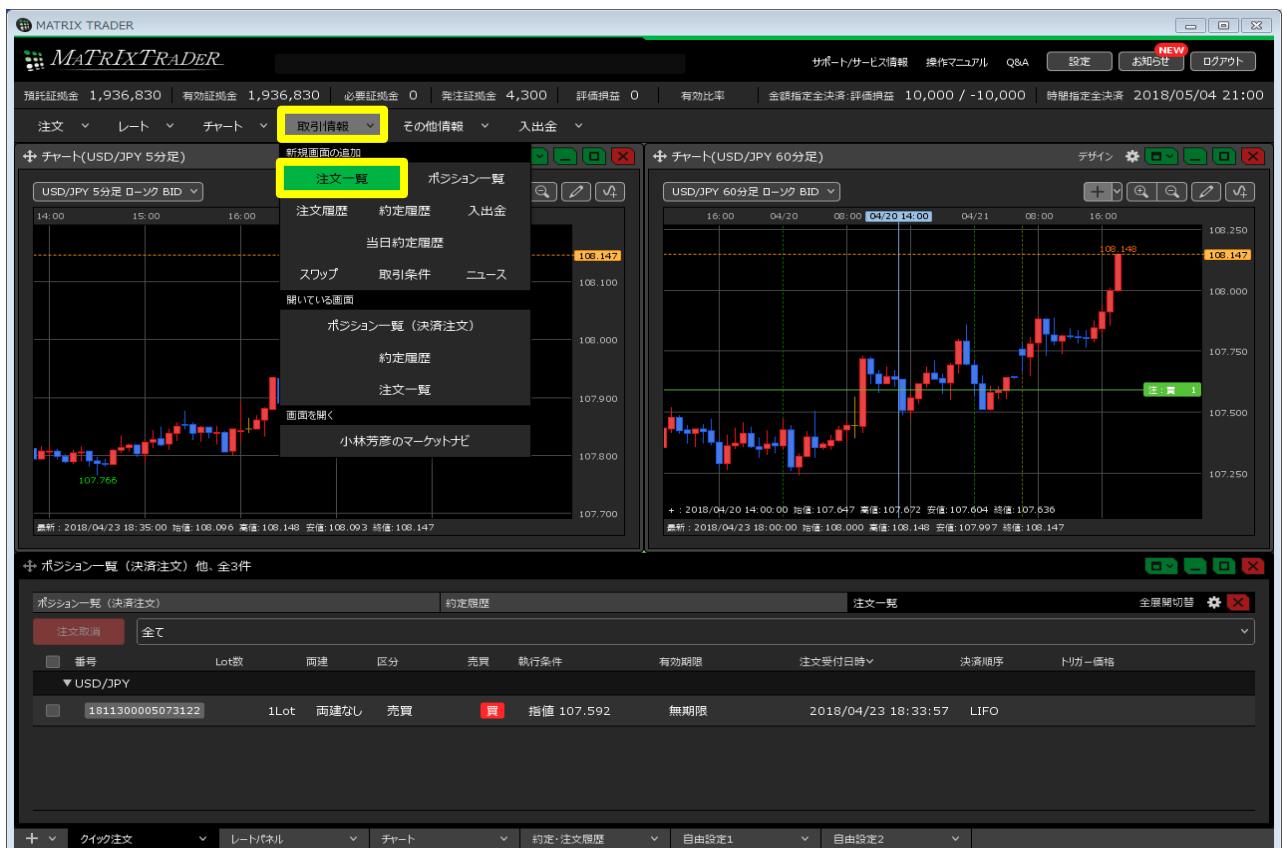 MATRIX TRADER
MATRIXTRADER
サポート/サービス情報 操作マニュアル Q&A 設定 お知らせ NEW ログアウト
預託証拠金 1,936,830 有効証拠金 1,936,830 必要証拠金 0 発注証拠金 4,300 評価損益 0 有効比率 金額指定全決済:評価損益 10,000 / -10,000 時間指定全決済 2018/05/04 21:00
注文 レート チャート 取引情報 その他情報 入出金
チャート(USD/JPY 5分足)
USD/JPY 5分足 ローソク BID
14:00 15:00 16:00
108.147
108.100
108.000
107.900
107.800
107.700
107.766
最新:2018/04/23 18:35:00 始値:108.096 高値:108.148 安値:108.093 終値:108.147
新規画面の追加
注文一覧 ポジション一覧
注文履歴 約定履歴 入出金
当日約定履歴
スワップ 取引条件 ニュース
開いている画面
ポジション一覧(決済注文)
約定履歴
注文一覧
画面を開く
小林芳彦のマーケットナビ
チャート(USD/JPY 60分足) デザイン
USD/JPY 60分足 ローソク BID
16:00 04/20 08:00 04/20 14:00 04/21 08:00 16:00
108.250
108.148
108.147
108.000
107.750
注:買 1
107.500
107.250
+:2018/04/20 14:00:00 始値:107.647 高値:107.672 安値:107.604 終値:107.636
最新:2018/04/23 18:00:00 始値:108.000 高値:108.148 安値:107.997 終値:108.147
ポジション一覧(決済注文) 他、全3件
ポジション一覧(決済注文) 約定履歴 注文一覧 全展開切替
注文取消 全て
番号 Lot数 両建 区分 売買 執行条件 有効期限 注文受付日時 決済順序 トリガー価格
▼USD/JPY
1811300005073122 1Lot 両建なし 売買 買 指値 107.592 無期限 2018/04/23 18:33:57 LIFO
クイック注文 レートパネル チャート 約定・注文履歴 自由設定1 自由設定2